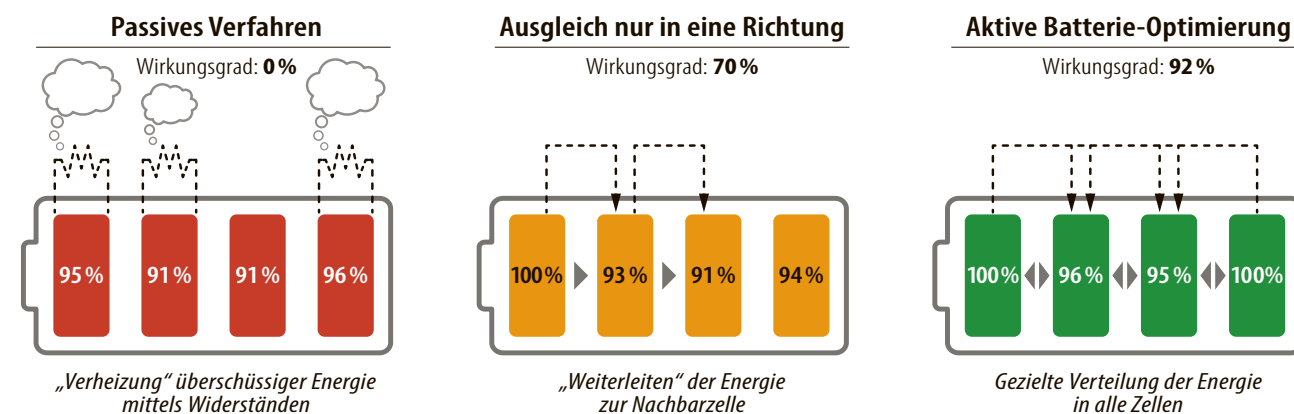 Passives Verfahren
Wirkungsgrad: 0 %
95 %
91 %
91 %
96 %
„Verheizung“ überschüssiger Energie
mittels Widerständen
Ausgleich nur in eine Richtung
Wirkungsgrad: 70 %
100 %
93 %
91 %
94 %
„Weiterleiten“ der Energie
zur Nachbarzelle
Aktive Batterie-Optimierung
Wirkungsgrad: 92 %
100 %
96 %
95 %
100%
Gezielte Verteilung der Energie
in alle Zellen